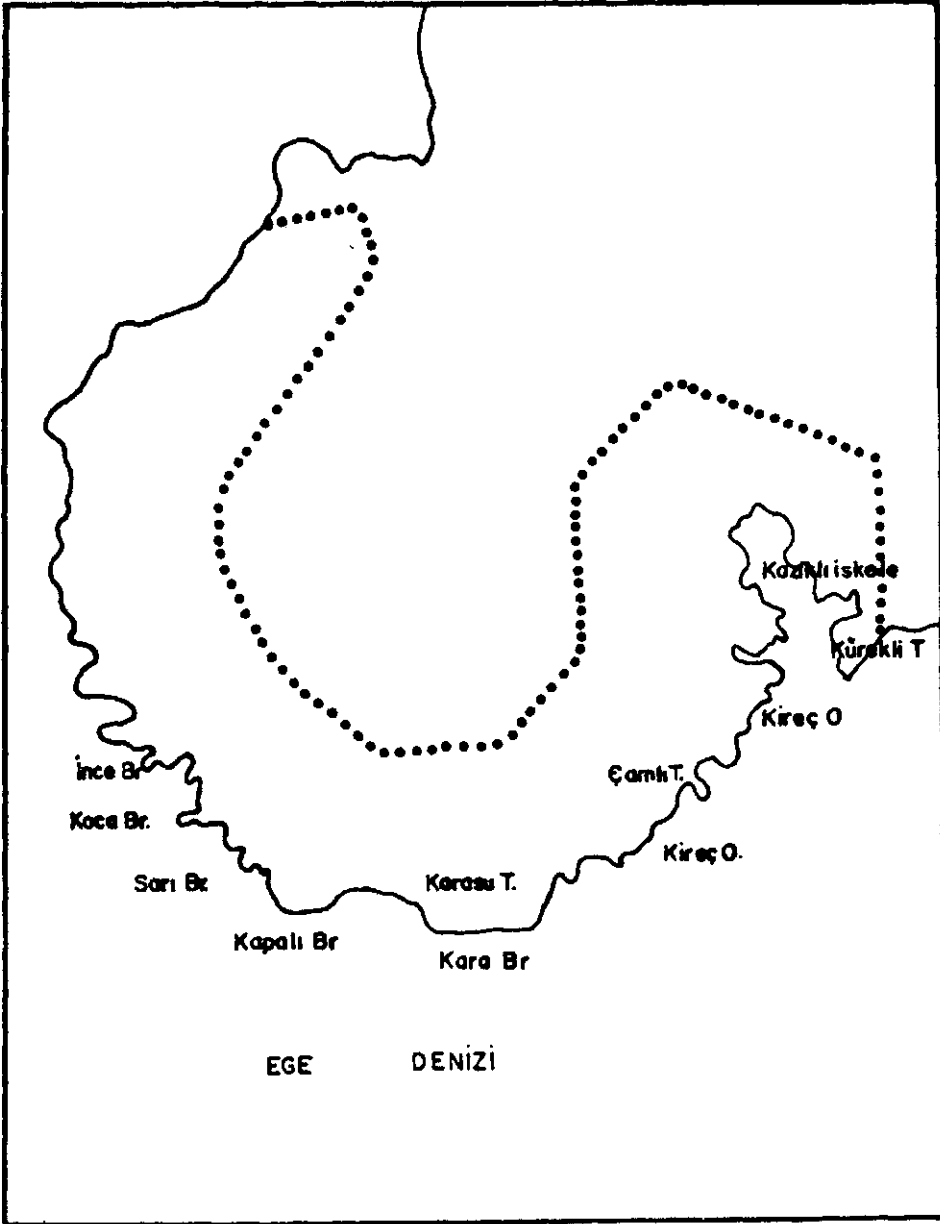 Kazıklı iskele
Kürekli T
Kireç O
Çamlı T.
İnce Br
Koca Br.
Kireç O.
Sarı Br.
Karasu T.
Kapalı Br
Kara Br
EGE DENİZİ